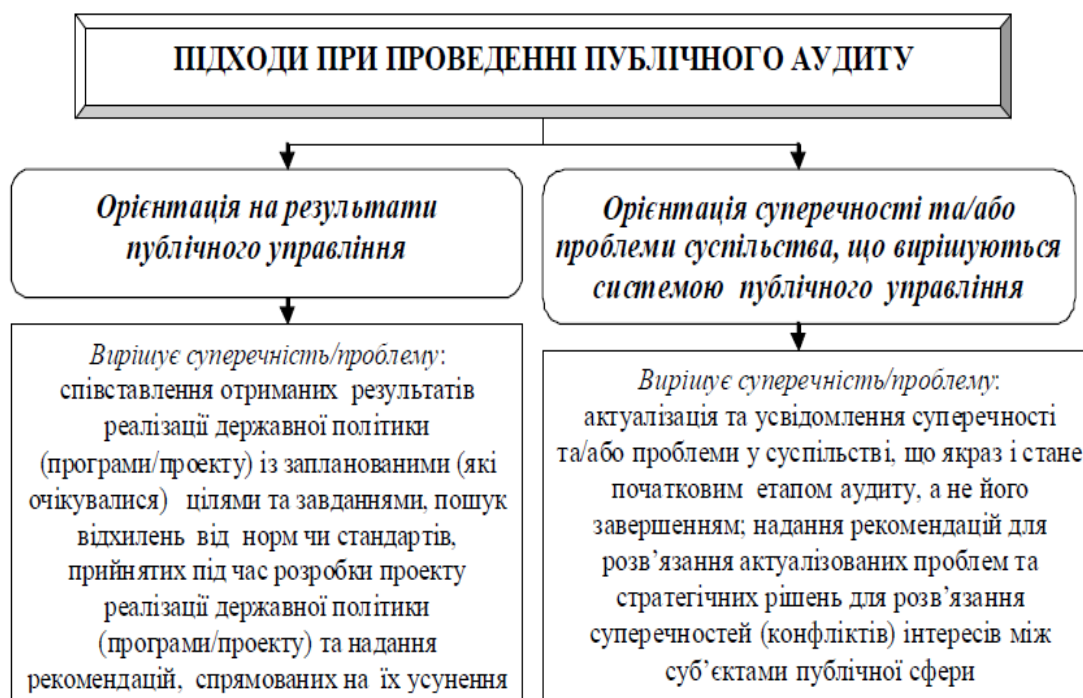 ПІДХОДИ ПРИ ПРОВЕДЕННІ ПУБЛІЧНОГО АУДИТУ
Орієнтація на результати
публічного управління
Вирішує суперечність/проблему:
співставлення отриманих результатів
реалізації державної політики
(програми/проекту) із запланованими (які
очікувалися) цілями та завданнями, пошук
відхилень від норм чи стандартів,
прийнятих під час розробки проекту
реалізації державної політики
(програми/проекту) та надання
рекомендацій, спрямованих на їх усунення
Орієнтація суперечності та/або
проблеми суспільства, що вирішуються
системою публічного управління
Вирішує суперечність/проблему:
актуалізація та усвідомлення суперечності
та/або проблеми у суспільстві, що якраз і стане
початковим етапом аудиту, а не його
завершенням; надання рекомендацій для
розв’язання актуалізованих проблем та
стратегічних рішень для розв’язання
суперечностей (конфліктів) інтересів між
суб’єктами публічної сфери